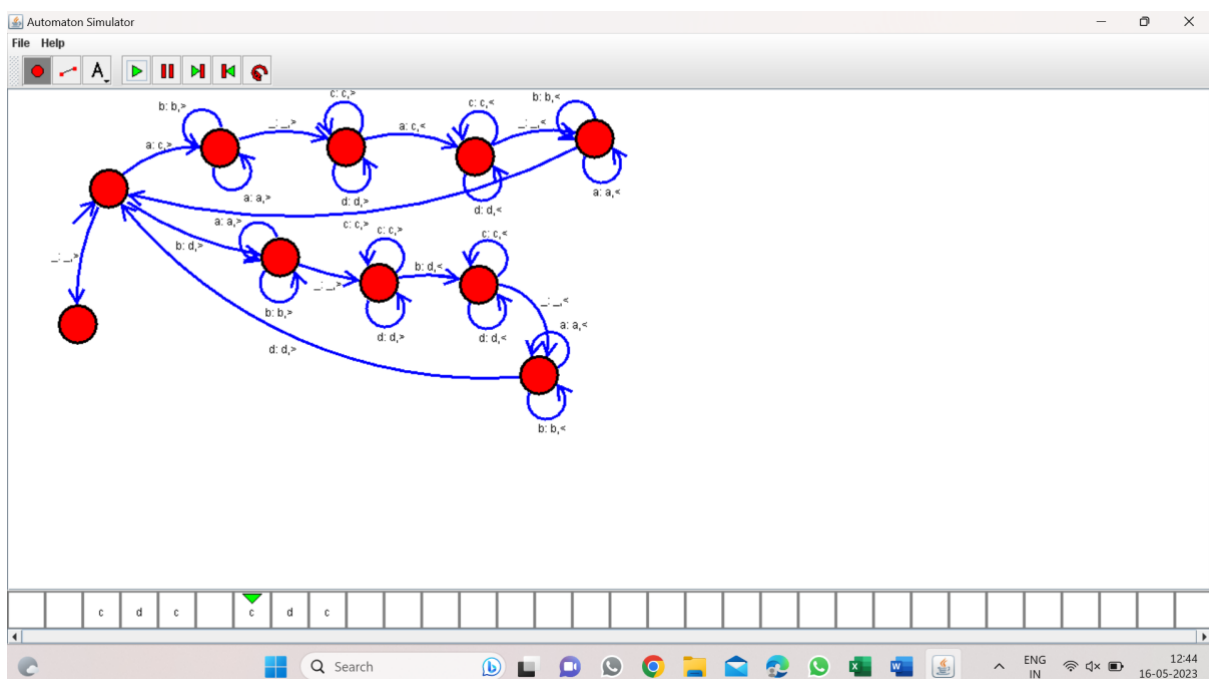 Automaton Simulator
File Help
A
b: b,> c: c,> c: c,< b: b,<
a: c,> _: _,> a: c,< _: _,<
a: a,> d: d,> d: d,< a: a,<
c: c,>
a: a,> c: c,> c: c,<
_: _,> b: d,> _: _,> b: d,< _: _,<
b: b,> d: d,> d: d,< a: a,<
d: d,>
b: b,<
c d c c d c
Search
ENG
IN
12:44
16-05-2023